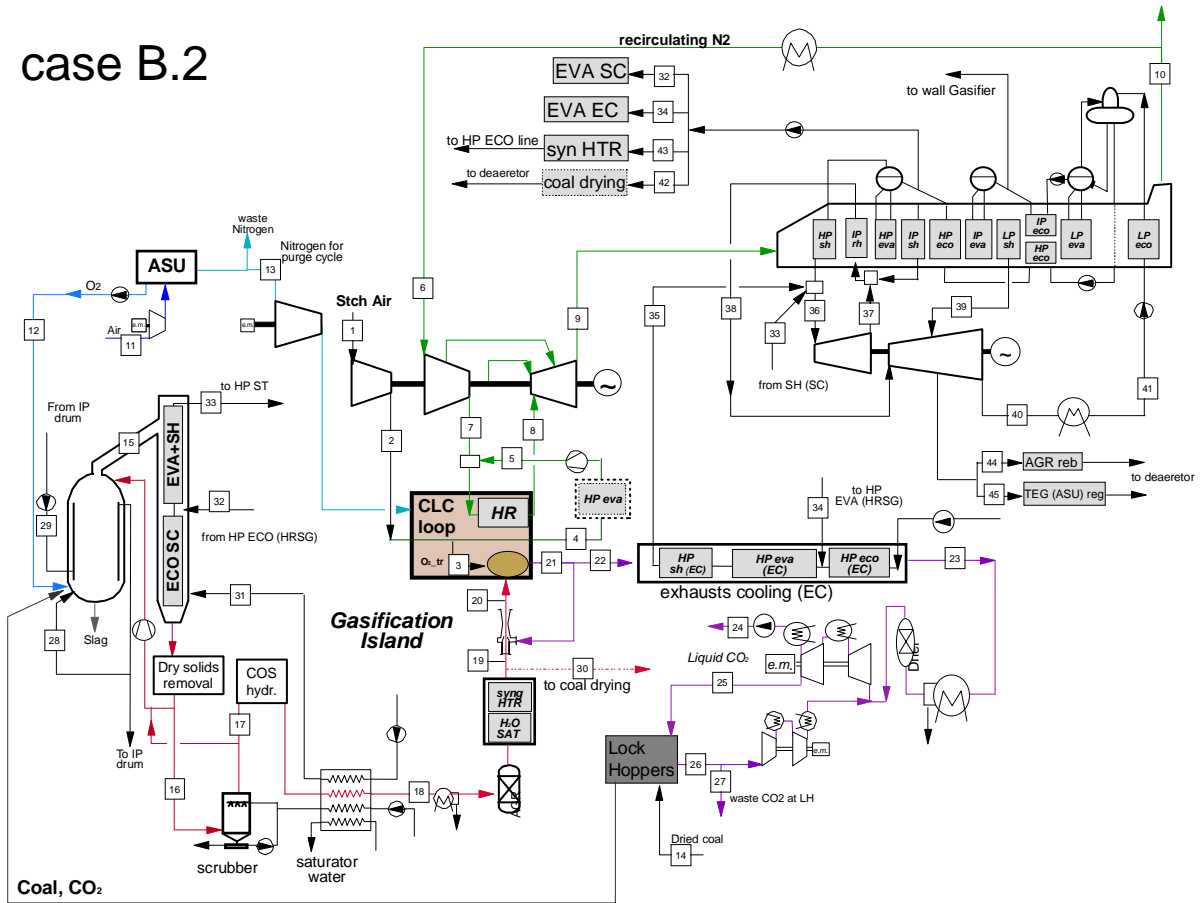 case B.2
recirculating N2
10
EVA SC
32
EVA EC
34
to HP ECO line
syn HTR
43
to deaeretor
coal drying
42
to wall Gasifier
HP sh
IP rh
HP eva
IP sh
HP eco
IP eva
LP sh
IP eco
HP eco
LP eva
LP eco
waste
Nitrogen
Nitrogen for
purge cycle
ASU
13
O2
12
e.m.
Air
11
e.m.
Stch Air
1
6
9
35
38
36
37
39
33
from SH (SC)
~
~
40
41
2
7
8
5
From IP
drum
to HP ST
33
15
EVA+SH
29
32
from HP ECO (HRSG)
ECO SC
31
28
Slag
CLC
loop
HR
HP eva
4
O2_tr
3
21
22
20
44
AGR reb
to deaeretor
45
TEG (ASU) reg
to HP
EVA (HRSG)
34
HP sh (EC)
HP eva (EC)
HP eco (EC)
23
exhausts cooling (EC)
Gasification
Island
19
30
to coal drying
24
Liquid CO2
e.m.
25
Drier
Dry solids
removal
COS
hydr.
17
To IP
drum
16
syng HTR
H2O SAT
18
AGR
scrubber
saturator
water
Lock
Hoppers
26
27
waste CO2 at LH
e.m.
Dried coal
14
Coal, CO2